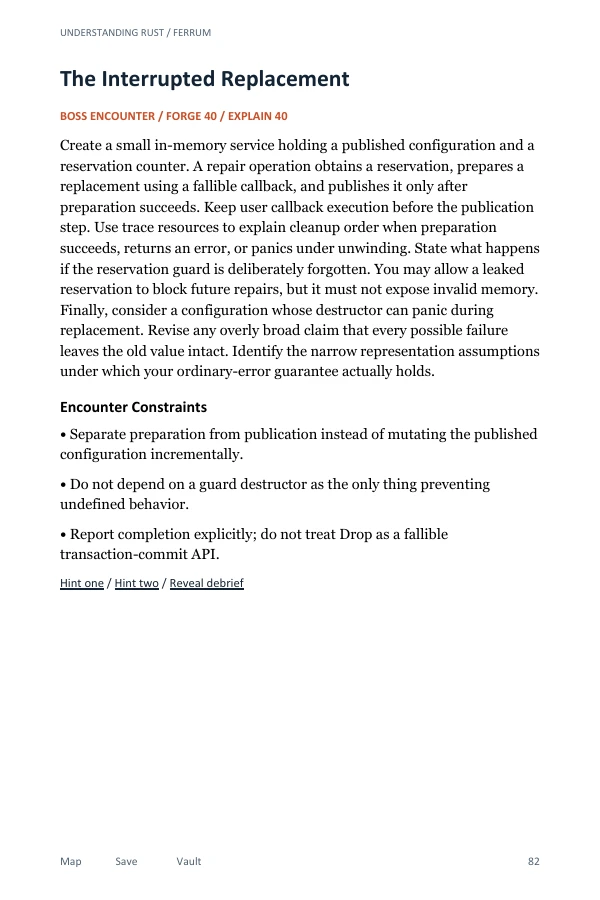 UNDERSTANDING RUST / FERRUM
The Interrupted Replacement
BOSS ENCOUNTER / FORGE 40 / EXPLAIN 40
Create a small in-memory service holding a published configuration and a
reservation counter. A repair operation obtains a reservation, prepares a
replacement using a fallible callback, and publishes it only after
preparation succeeds. Keep user callback execution before the publication
step. Use trace resources to explain cleanup order when preparation
succeeds, returns an error, or panics under unwinding. State what happens
if the reservation guard is deliberately forgotten. You may allow a leaked
reservation to block future repairs, but it must not expose invalid memory.
Finally, consider a configuration whose destructor can panic during
replacement. Revise any overly broad claim that every possible failure
leaves the old value intact. Identify the narrow representation assumptions
under which your ordinary-error guarantee actually holds.
Encounter Constraints
• Separate preparation from publication instead of mutating the published
configuration incrementally.
• Do not depend on a guard destructor as the only thing preventing
undefined behavior.
• Report completion explicitly; do not treat Drop as a fallible
transaction-commit API.
Hint one / Hint two / Reveal debrief
Map Save Vault 82